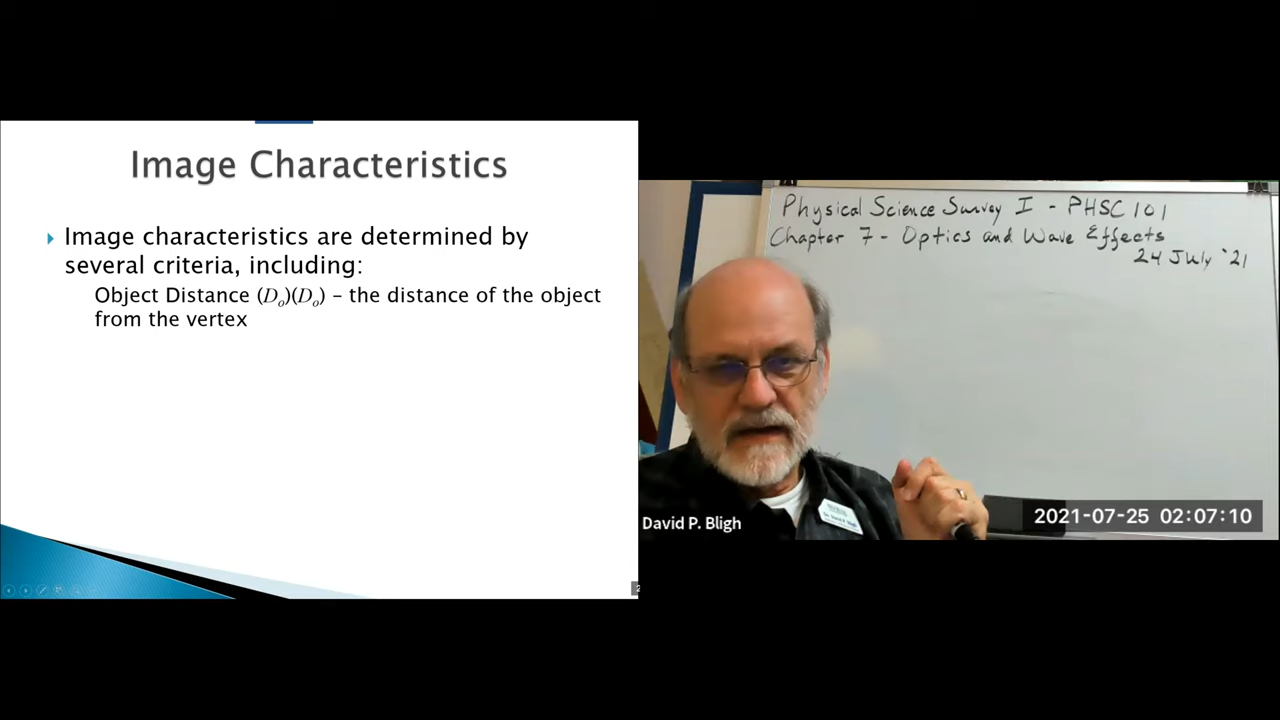 Image Characteristics
Image characteristics are determined by
several criteria, including:
Object Distance (Dₒ)(Dₒ) – the distance of the object
from the vertex
Physical Science Survey I - PHSC 101
Chapter 7 - Optics and Wave Effects
24 July '21
David P. Bligh
2021-07-25 02:07:10